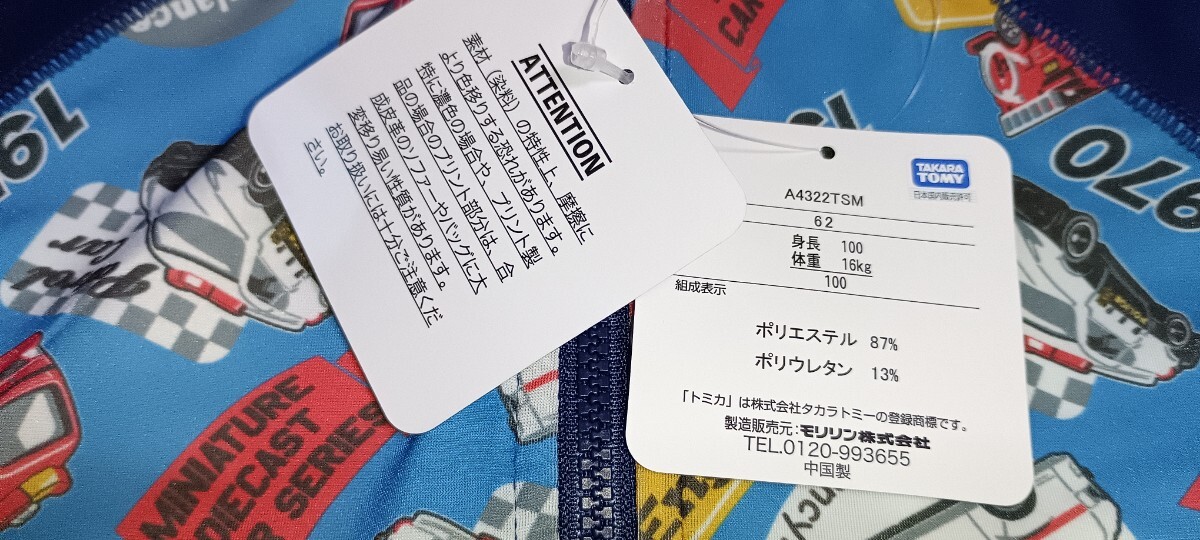 ATTENTION
素材（染料）の特性上、摩擦に
より色移りする恐れがあります。
特に濃色の場合や、プリント製
品の場合のプリント部分は、合
成皮革のソファーやバッグに大
変移り易い性質があります。
お取り扱いには十分ご注意くだ
さい。
TAKARA
TOMY
日本国内販売許可
A4322TSM
62
身長 100
体重 16kg
100
組成表示
ポリエステル 87%
ポリウレタン 13%
「トミカ」は株式会社タカラトミーの登録商標です。
製造販売元:モリリン株式会社
TEL.0120-993655
中国製
MINIATURE
DIECAST
SERIES
patrol
car
197
1970
CAR